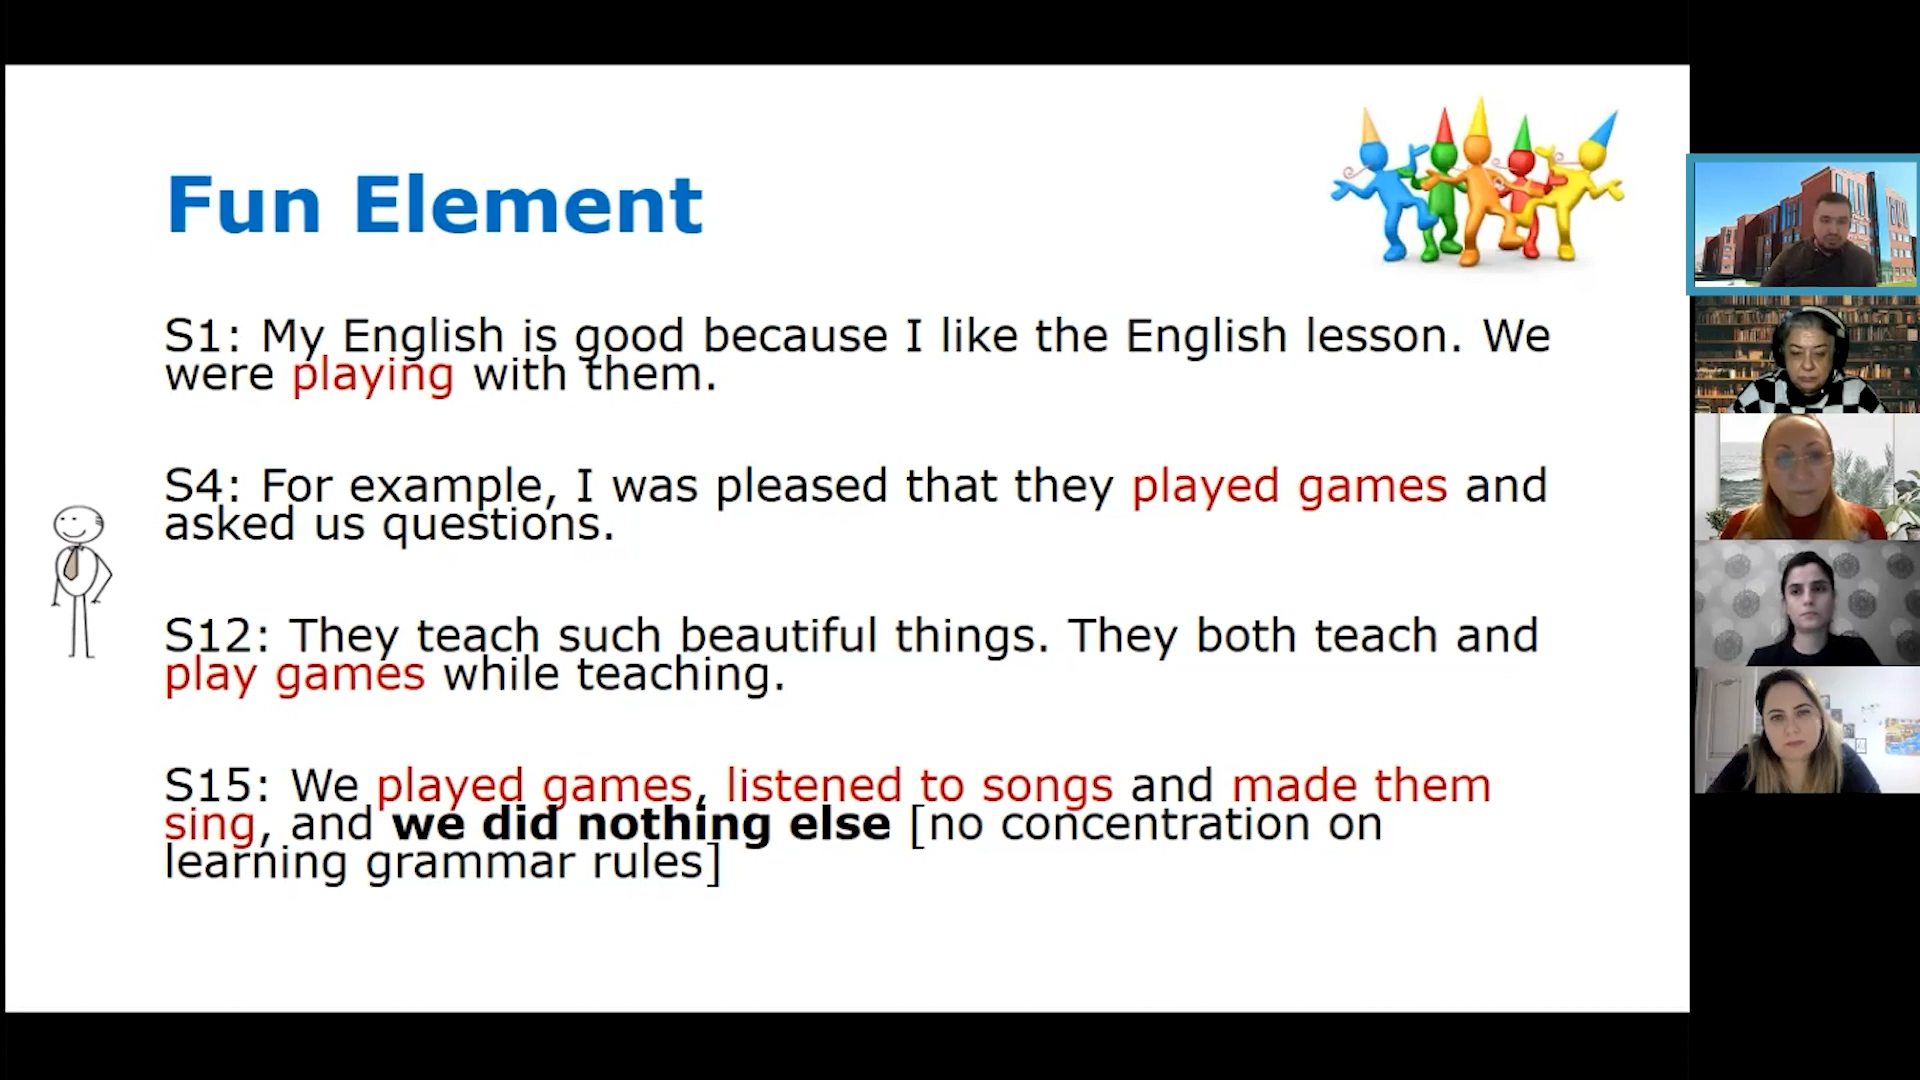 Fun Element
S1: My English is good because I like the English lesson. We
were playing with them.
S4: For example, I was pleased that they played games and
asked us questions.
S12: They teach such beautiful things. They both teach and
play games while teaching.
S15: We played games, listened to songs and made them
sing, and we did nothing else [no concentration on
learning grammar rules]